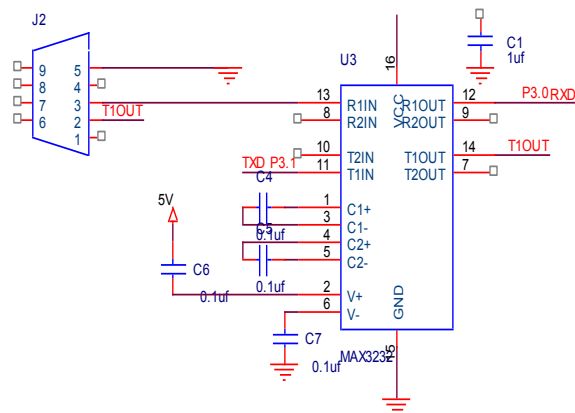 J2
U3
C1
1uf
16
VCC
9 5
8 4
7 3
6 2
1
T1OUT
13 R1IN R1OUT 12 P3.0 RXD
8 R2IN R2OUT 9
10 T2IN T1OUT 14 T1OUT
TXD P3.1 11 T1IN T2OUT 7
C4
1 C1+
3 C1-
C5
0.1uf
4 C2+
5 C2-
0.1uf
5V
C6
0.1uf
2 V+
6 V-
GND
C7
0.1uf
MAX3232
15